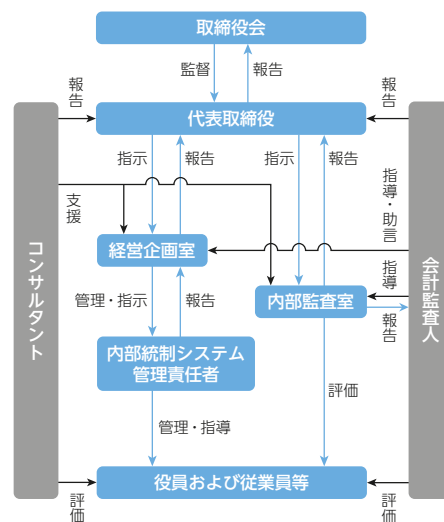 取締役会
監督
報告
報告
報告
代表取締役
指示
報告
指示
報告
支援
指導・助言
経営企画室
指導
管理・指示
報告
内部監査室
報告
コンサルタント
会計監査人
内部統制システム
管理責任者
評価
管理・指導
役員および従業員等
評価
評価